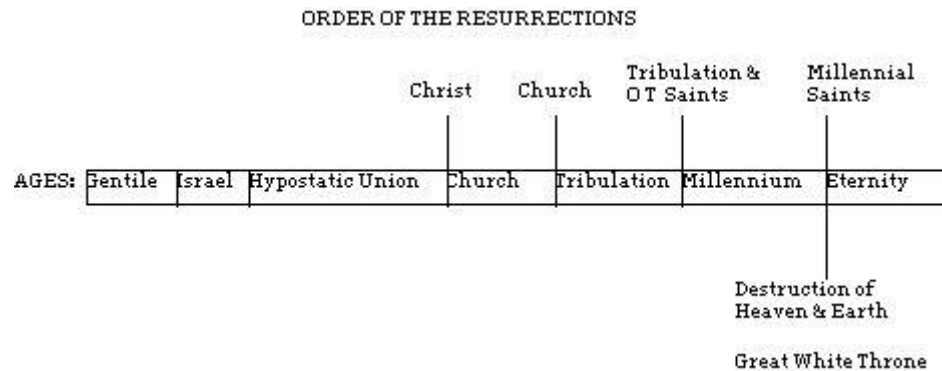 ORDER OF THE RESURRECTIONS
Christ
Church
Tribulation &
O T Saints
Millennial
Saints
AGES: Gentile Israel Hypostatic Union Church Tribulation Millennium Eternity
Destruction of
Heaven & Earth
Great White Throne